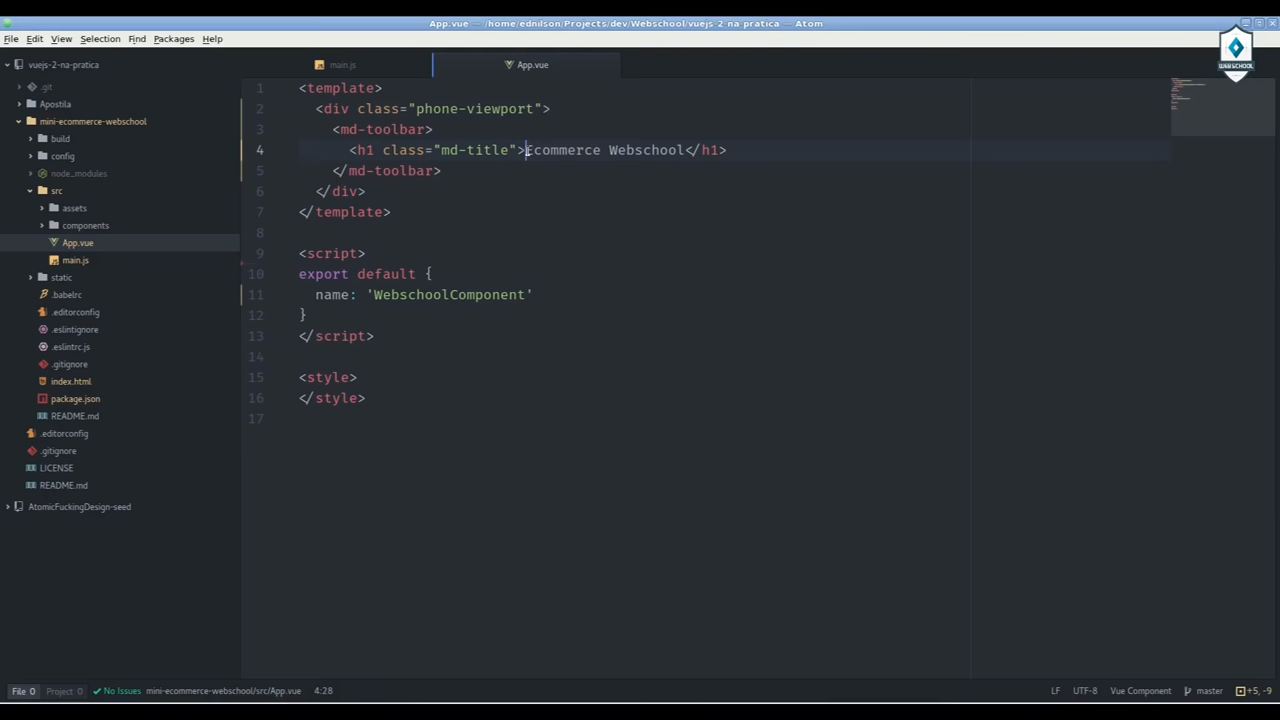 App.vue — /home/ednilson/Projects/dev/Webschool/vuejs-2-na-pratica — Atom
File Edit View Selection Find Packages Help
WEBSCHOOL
vuejs-2-na-pratica
.git
Apostila
mini-ecommerce-webschool
build
config
node_modules
src
assets
components
App.vue
main.js
static
.babelrc
.editorconfig
.eslintignore
.eslintrc.js
.gitignore
index.html
package.json
README.md
.editorconfig
.gitignore
LICENSE
README.md
AtomicFuckingDesign-seed
main.js App.vue
1 <template>
2 <div class="phone-viewport">
3 <md-toolbar>
4 <h1 class="md-title">Ecommerce Webschool</h1>
5 </md-toolbar>
6 </div>
7 </template>
8
9 <script>
10 export default {
11 name: 'WebschoolComponent'
12 }
13 </script>
14
15 <style>
16 </style>
17
File 0 Project 0 No Issues mini-ecommerce-webschool/src/App.vue 4:28 LF UTF-8 Vue Component master +5, -9